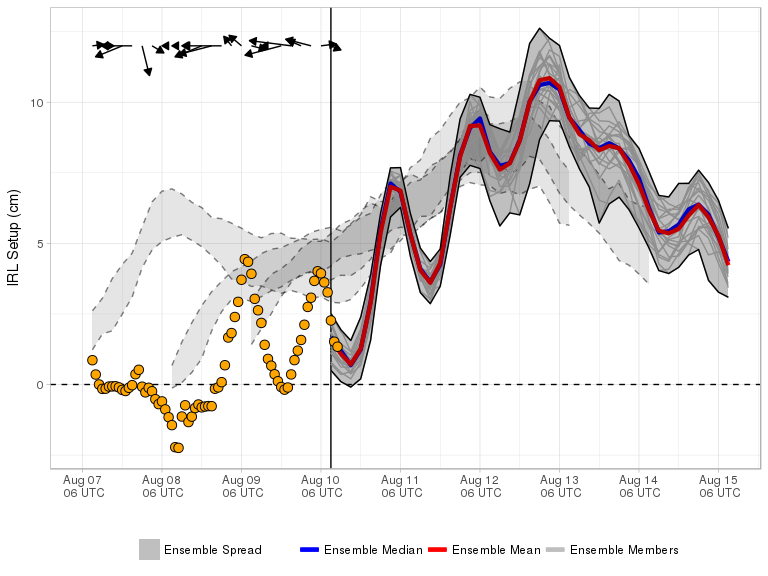 IRL Setup (cm)
10
5
0
Aug 07 Aug 08 Aug 09 Aug 10 Aug 11 Aug 12 Aug 13 Aug 14 Aug 15
06 UTC 06 UTC 06 UTC 06 UTC 06 UTC 06 UTC 06 UTC 06 UTC 06 UTC
Ensemble Spread Ensemble Median Ensemble Mean Ensemble Members